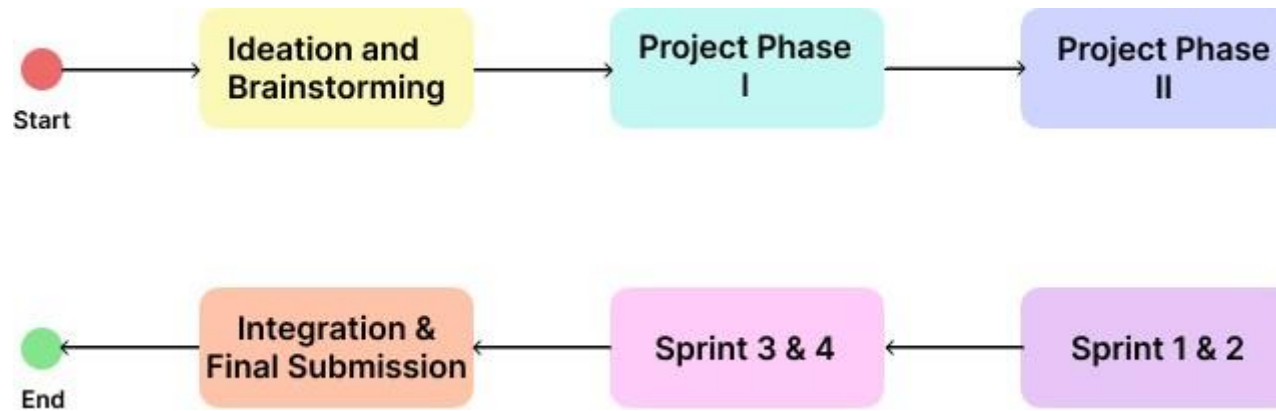 Ideation and
Brainstorming
Project Phase
I
Project Phase
II
Start
Integration &
Final Submission
Sprint 3 & 4
Sprint 1 & 2
End